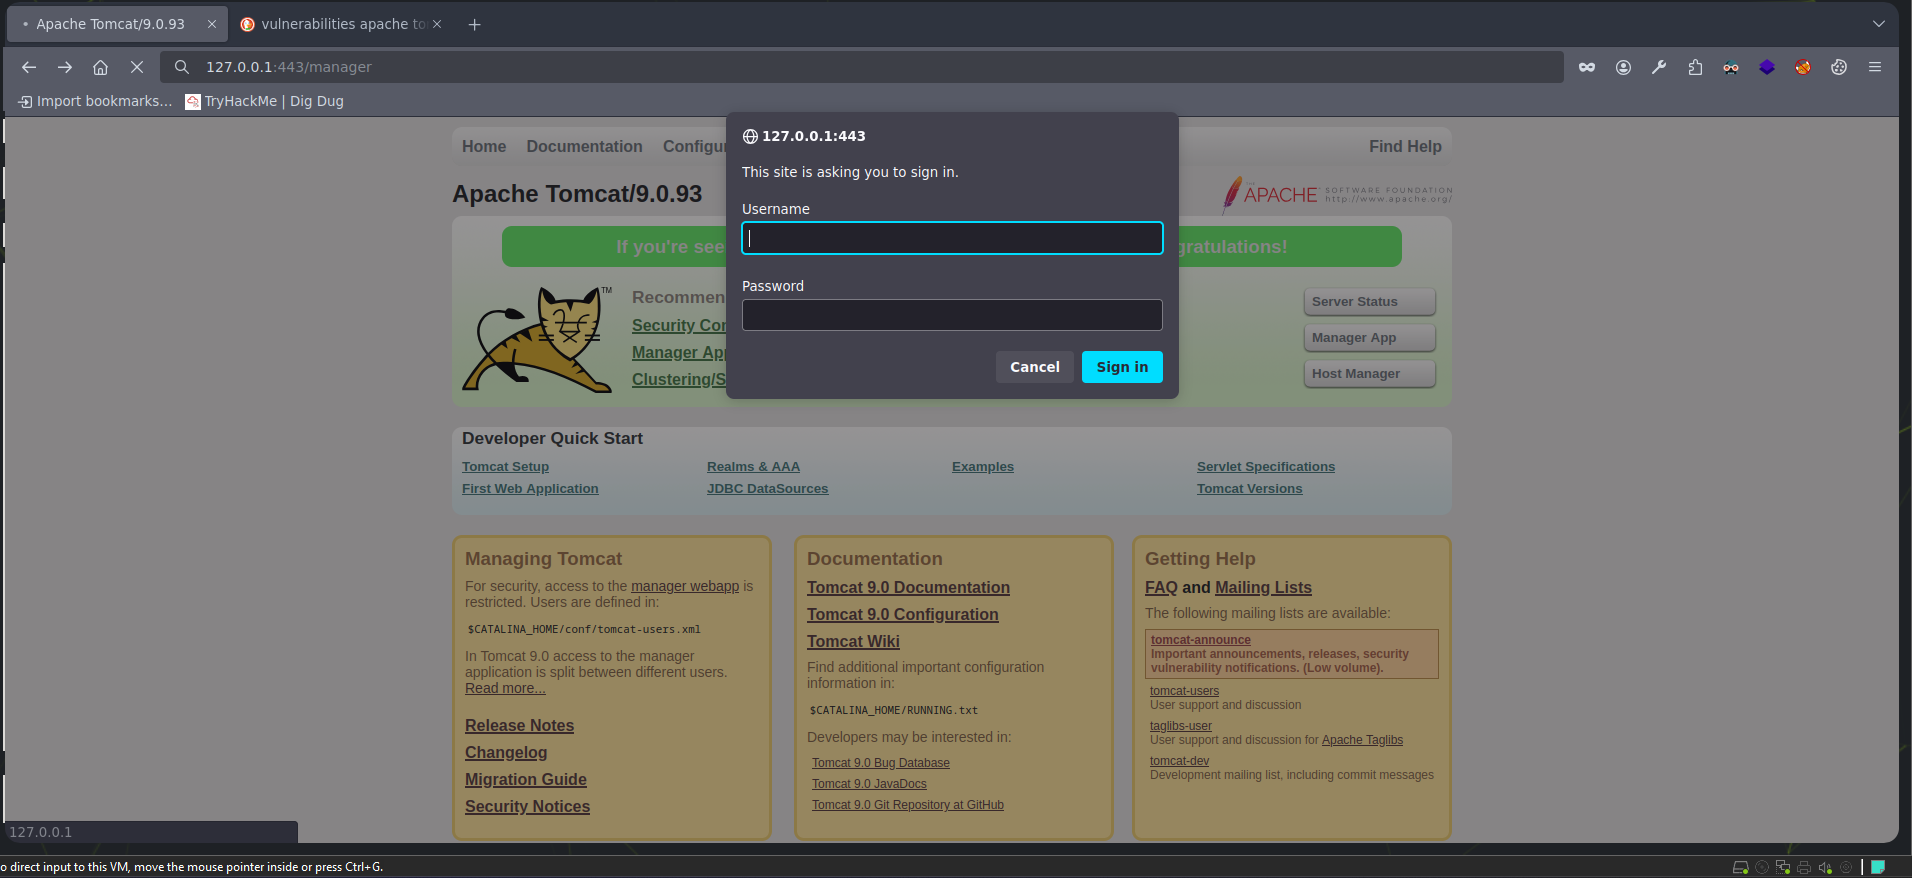 Apache Tomcat/9.0.93
vulnerabilities apache to
127.0.0.1:443/manager
Import bookmarks...
TryHackMe | Dig Dug
127.0.0.1:443
This site is asking you to sign in.
Username
Password
Cancel
Sign in
Home
Documentation
Configu
Find Help
Apache Tomcat/9.0.93
THE
APACHE
SOFTWARE FOUNDATION
http://www.apache.org/
If you're see
gratulations!
TM
Recommen
Security Con
Manager App
Clustering/S
Server Status
Manager App
Host Manager
Developer Quick Start
Tomcat Setup
Realms & AAA
Examples
Servlet Specifications
First Web Application
JDBC DataSources
Tomcat Versions
Managing Tomcat
For security, access to the manager webapp is
restricted. Users are defined in:
$CATALINA_HOME/conf/tomcat-users.xml
In Tomcat 9.0 access to the manager
application is split between different users.
Read more...
Release Notes
Changelog
Migration Guide
Security Notices
Documentation
Tomcat 9.0 Documentation
Tomcat 9.0 Configuration
Tomcat Wiki
Find additional important configuration
information in:
$CATALINA_HOME/RUNNING.txt
Developers may be interested in:
Tomcat 9.0 Bug Database
Tomcat 9.0 JavaDocs
Tomcat 9.0 Git Repository at GitHub
Getting Help
FAQ and Mailing Lists
The following mailing lists are available:
tomcat-announce
Important announcements, releases, security
vulnerability notifications. (Low volume).
tomcat-users
User support and discussion
taglibs-user
User support and discussion for Apache Taglibs
tomcat-dev
Development mailing list, including commit messages
127.0.0.1
o direct input to this VM, move the mouse pointer inside or press Ctrl+G.